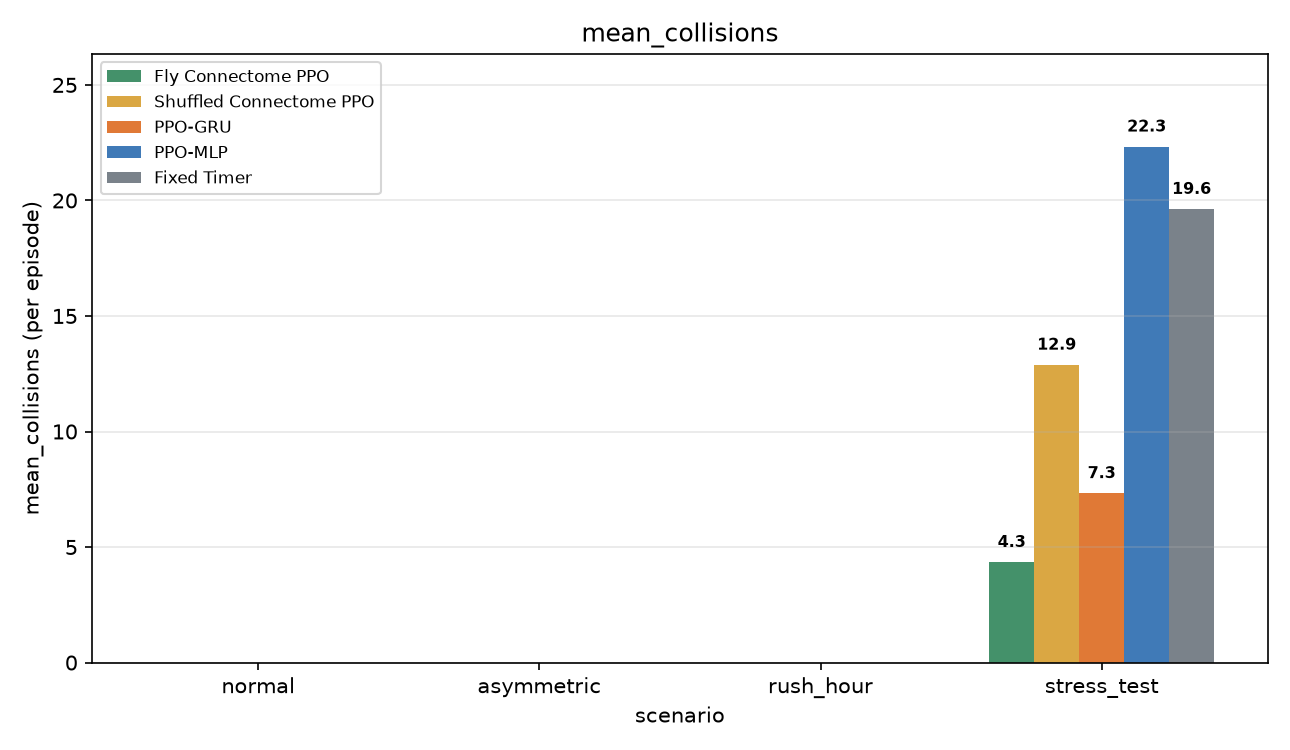 mean_collisions
Fly Connectome PPO
Shuffled Connectome PPO
PPO-GRU
PPO-MLP
Fixed Timer
mean_collisions (per episode)
25
20
15
10
5
0
22.3
19.6
12.9
7.3
4.3
normal asymmetric rush_hour stress_test
scenario